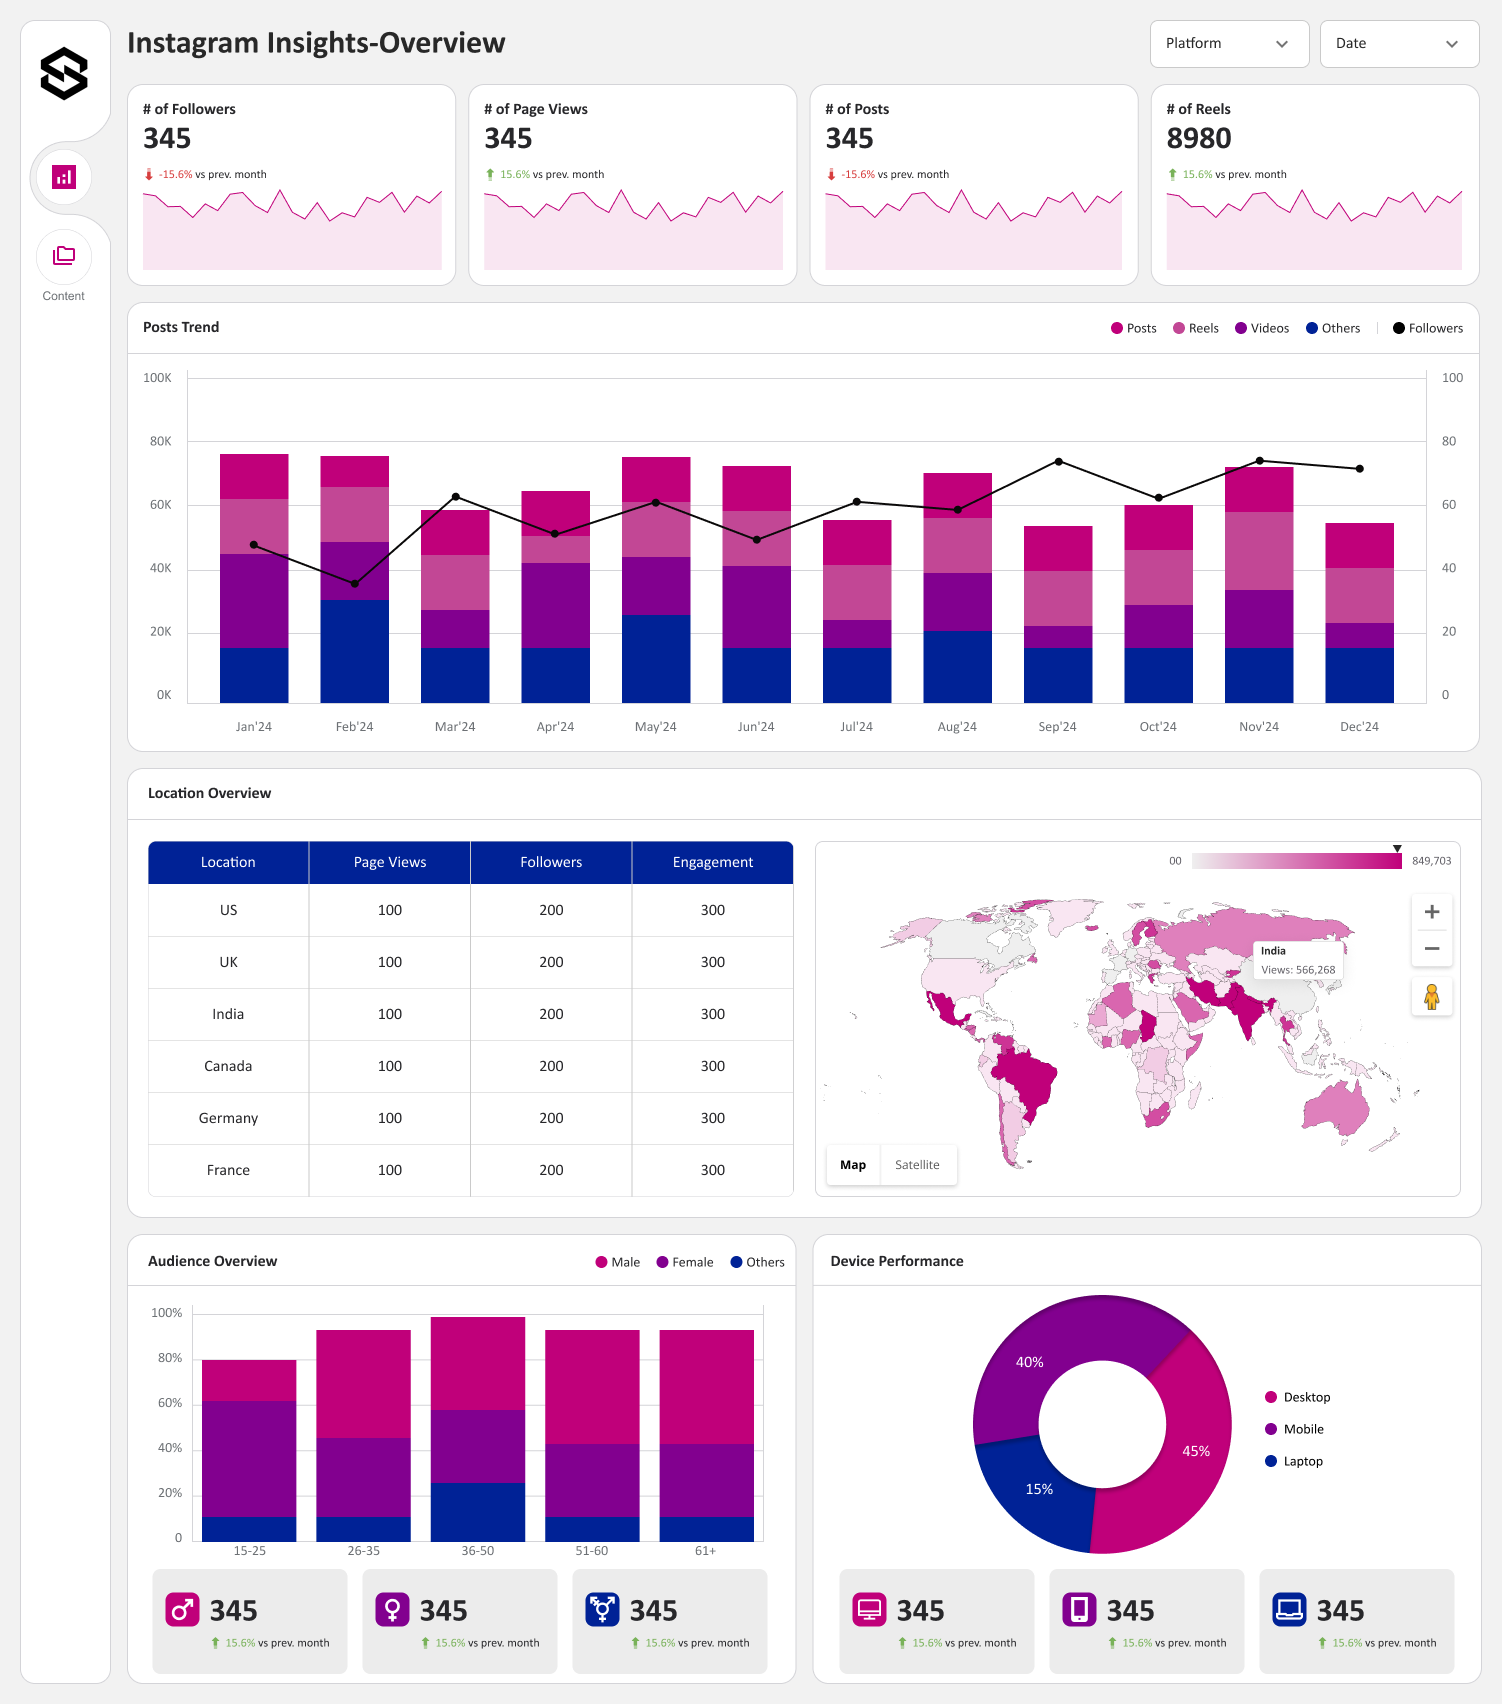 Instagram Insights-Overview
Platform
Date
Content
# of Followers
345
-15.6% vs prev. month
# of Page Views
345
15.6% vs prev. month
# of Posts
345
-15.6% vs prev. month
# of Reels
8980
15.6% vs prev. month
Posts Trend
Posts Reels Videos Others Followers
100K 100
80K 80
60K 60
40K 40
20K 20
0K 0
Jan'24 Feb'24 Mar'24 Apr'24 May'24 Jun'24 Jul'24 Aug'24 Sep'24 Oct'24 Nov'24 Dec'24
Location Overview
Location Page Views Followers Engagement
US 100 200 300
UK 100 200 300
India 100 200 300
Canada 100 200 300
Germany 100 200 300
France 100 200 300
00 849,703
+
−
India
Views: 566,268
Map Satellite
Audience Overview
Male Female Others
100%
80%
60%
40%
20%
0
15-25 26-35 36-50 51-60 61+
345
15.6% vs prev. month
345
15.6% vs prev. month
345
15.6% vs prev. month
Device Performance
40%
45%
15%
Desktop
Mobile
Laptop
345
15.6% vs prev. month
345
15.6% vs prev. month
345
15.6% vs prev. month